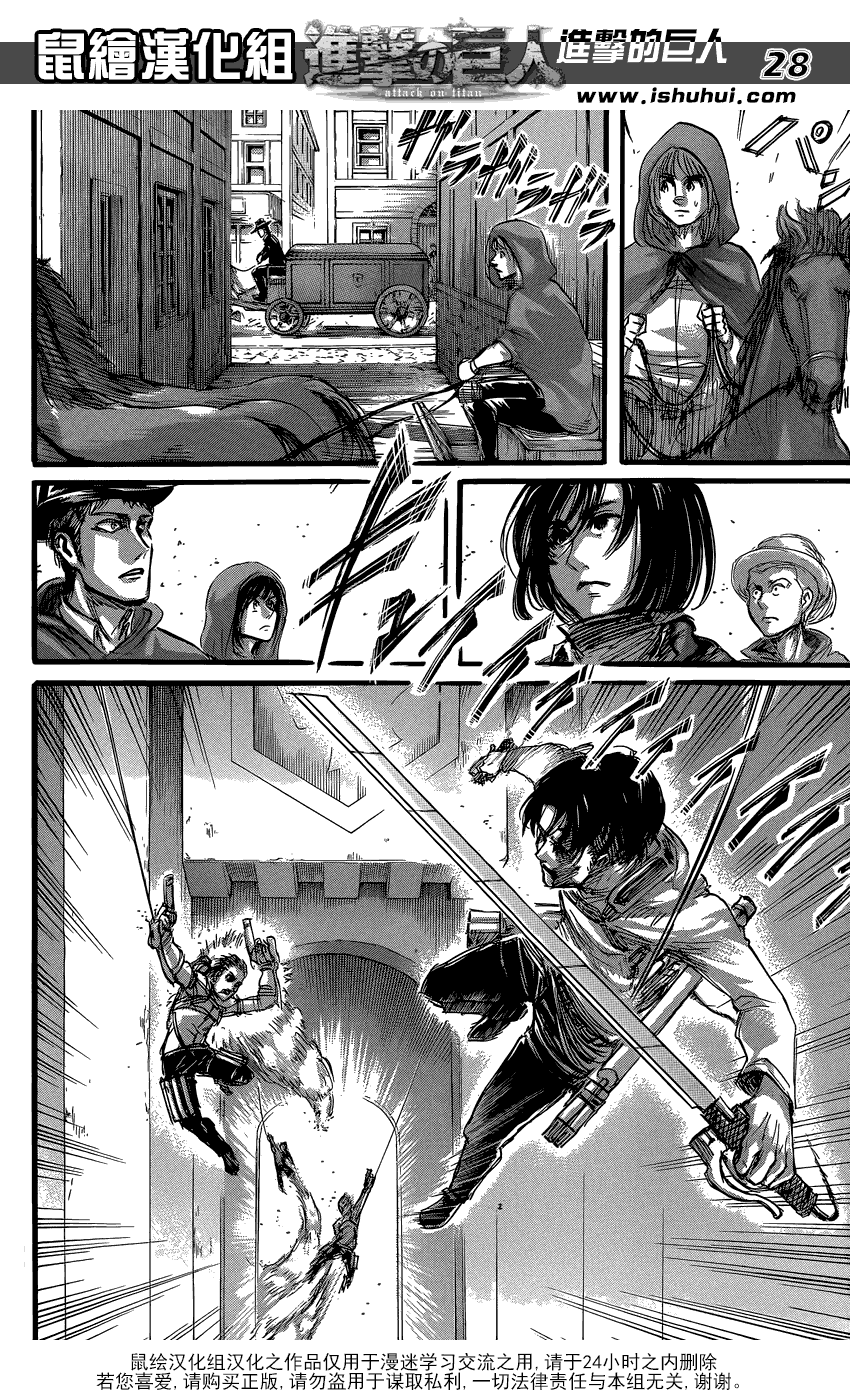 鼠繪漢化組 進撃の巨人 進擊的巨人 28
attack on titan
www.ishuhui.com
ガラ ガラ ガラ
鼠绘汉化组汉化之作品仅用于漫迷学习交流之用,请于24小时之内删除
若您喜爱,请购买正版,请勿盗用于谋取私利,一切法律责任与本组无关,谢谢。